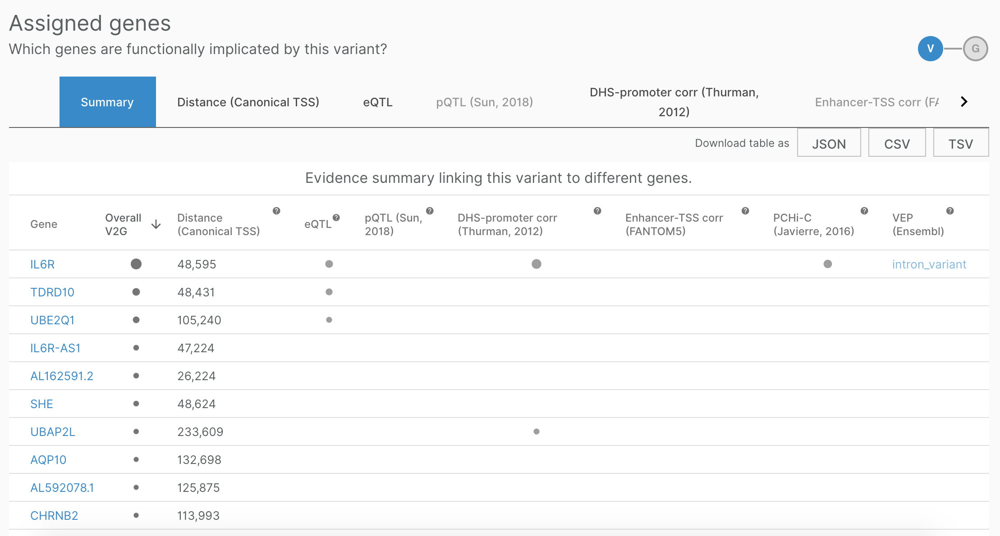 Assigned genes
Which genes are functionally implicated by this variant?
V G
Summary Distance (Canonical TSS) eQTL pQTL (Sun, 2018) DHS-promoter corr (Thurman, 2012) Enhancer-TSS corr (FA
Download table as JSON CSV TSV
Evidence summary linking this variant to different genes.
Gene Overall V2G Distance (Canonical TSS) ? eQTL ? pQTL (Sun, 2018) ? DHS-promoter corr (Thurman, 2012) ? Enhancer-TSS corr (FANTOM5) ? PCHi-C (Javierre, 2016) ? VEP (Ensembl) ?
IL6R 48,595 intron_variant
TDRD10 48,431
UBE2Q1 105,240
IL6R-AS1 47,224
AL162591.2 26,224
SHE 48,624
UBAP2L 233,609
AQP10 132,698
AL592078.1 125,875
CHRNB2 113,993